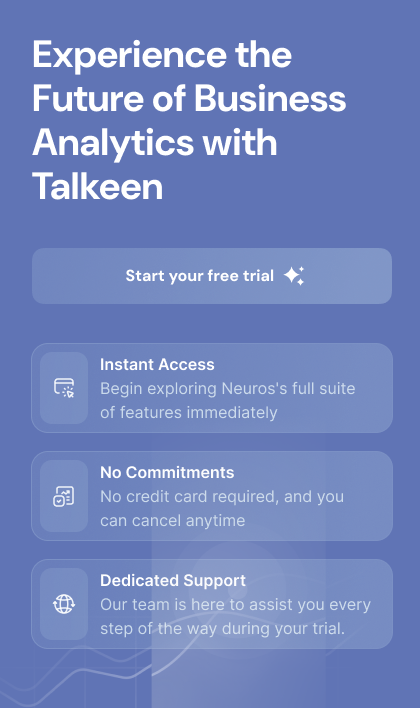 Experience the
Future of Business
Analytics with
Talkeen
Start your free trial
Instant Access
Begin exploring Neuros's full suite
of features immediately
No Commitments
No credit card required, and you
can cancel anytime
Dedicated Support
Our team is here to assist you every
step of the way during your trial.